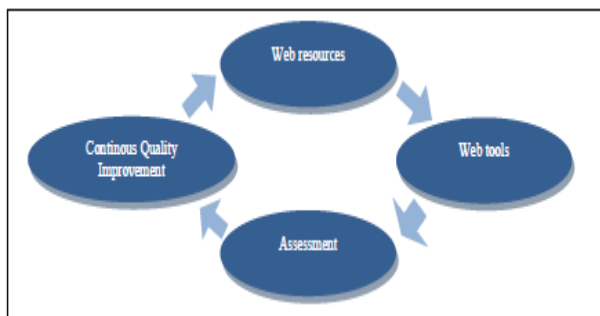 Web resources
Web tools
Assessment
Continous Quality
Improvement